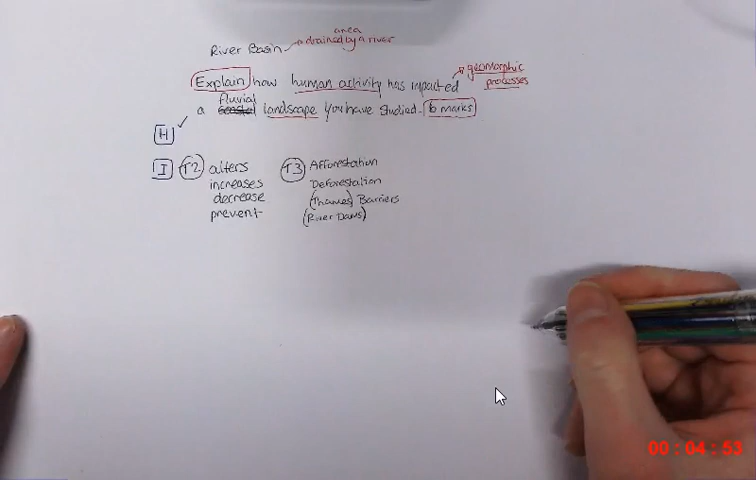 area
River Basin - a drained by a river
Explain how human activity has impacted geomorphic processes
fluvial
a coastal landscape you have studied. 6 marks
H ✓
I T2 alters T3 Afforestation
increases Deforestation
decrease (Thames) Barriers
prevent (River Dams)
00:04:53